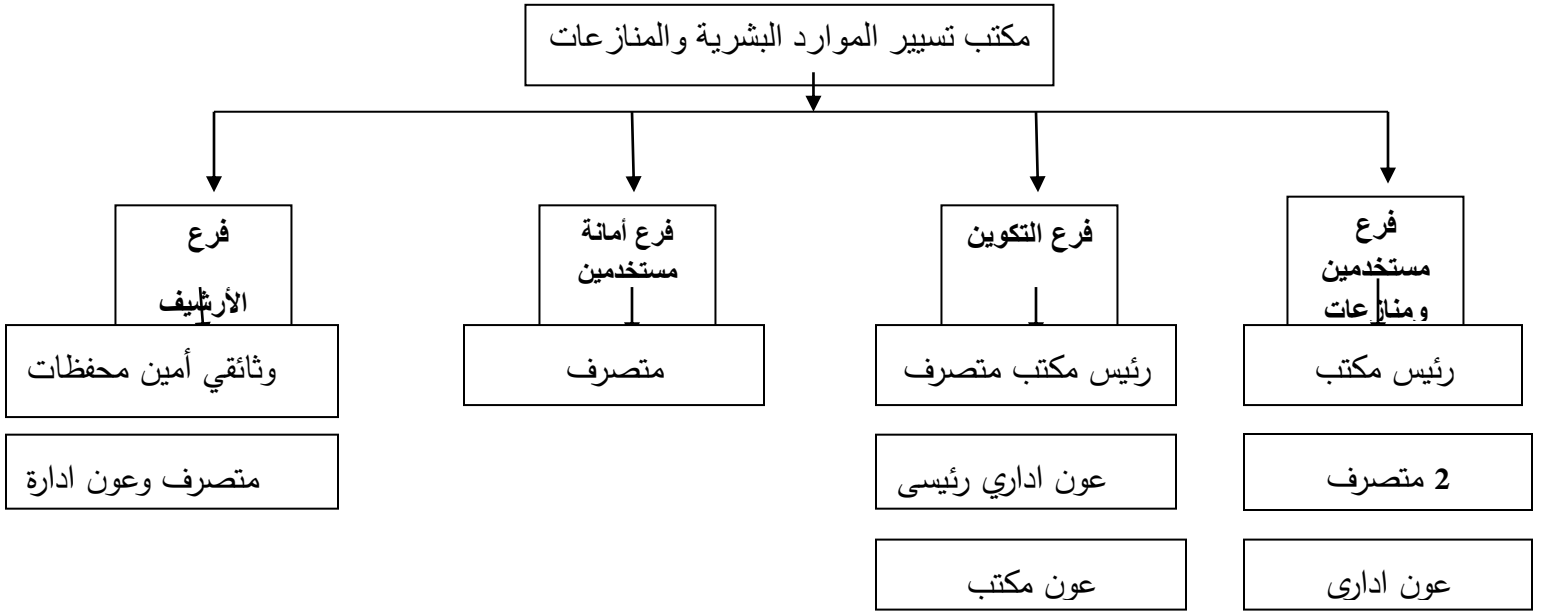 مكتب تسيير الموارد البشرية والمنازعات
فرع
مستخدمين
ومنازعات
فرع التكوين
فرع أمانة
مستخدمين
فرع
الأرشيف
رئيس مكتب
رئيس مكتب متصرف
متصرف
وثائقي أمين محفظات
2 متصرف
عون اداري رئيسى
متصرف وعون ادارة
عون ادارى
عون مكتب